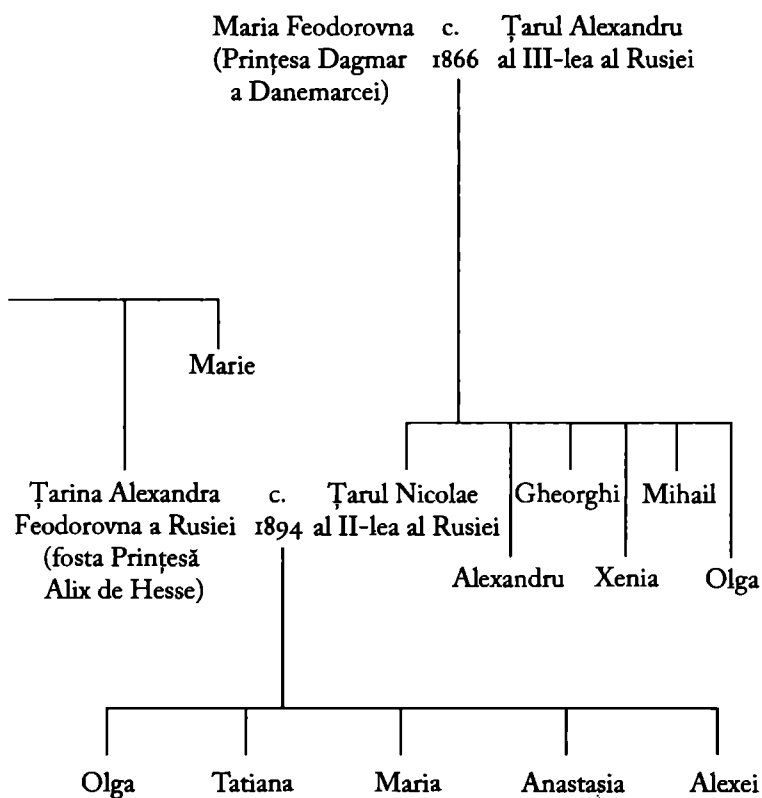 Maria Feodorovna c. Țarul Alexandru
(Prințesa Dagmar 1866 al III-lea al Rusiei
a Danemarcei)
Marie
Țarina Alexandra c. Țarul Nicolae Gheorghi Mihail
Feodorovna a Rusiei 1894 al II-lea al Rusiei
(fosta Prințesă Alexandru Xenia Olga
Alix de Hesse)
Olga Tatiana Maria Anastașia Alexei